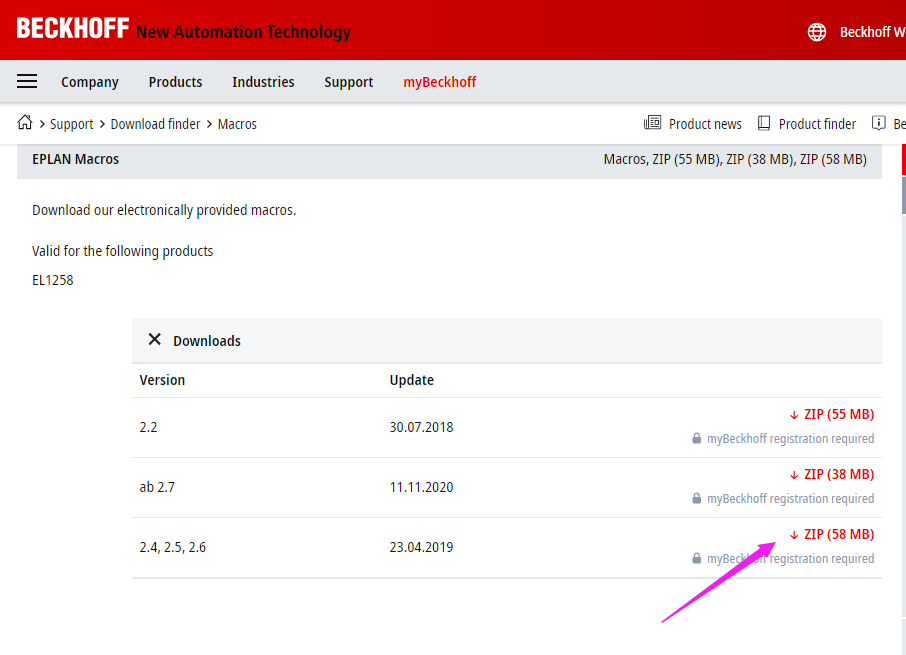 BECKHOFF New Automation Technology
Beckhoff W
Company Products Industries Support myBeckhoff
Support > Download finder > Macros
Product news Product finder Be
EPLAN Macros Macros, ZIP (55 MB), ZIP (38 MB), ZIP (58 MB)
Download our electronically provided macros.
Valid for the following products
EL1258
Downloads
Version Update
ZIP (55 MB)
2.2 30.07.2018
myBeckhoff registration required
ZIP (38 MB)
ab 2.7 11.11.2020
myBeckhoff registration required
ZIP (58 MB)
2.4, 2.5, 2.6 23.04.2019
myBeckhoff registration required